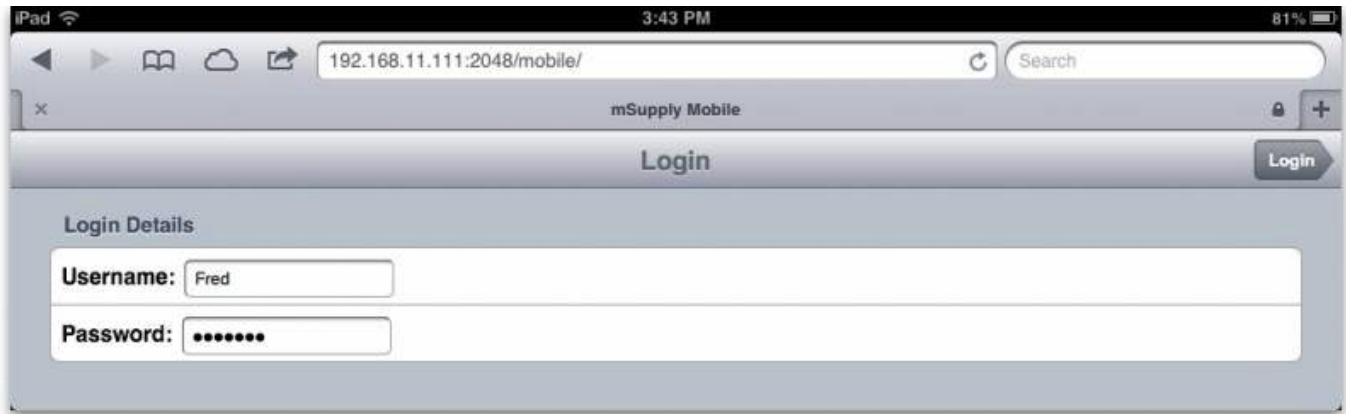 iPad 3:43 PM 81%
192.168.11.111:2048/mobile/ Search
mSupply Mobile
Login Login
Login Details
Username: Fred
Password: •••••••